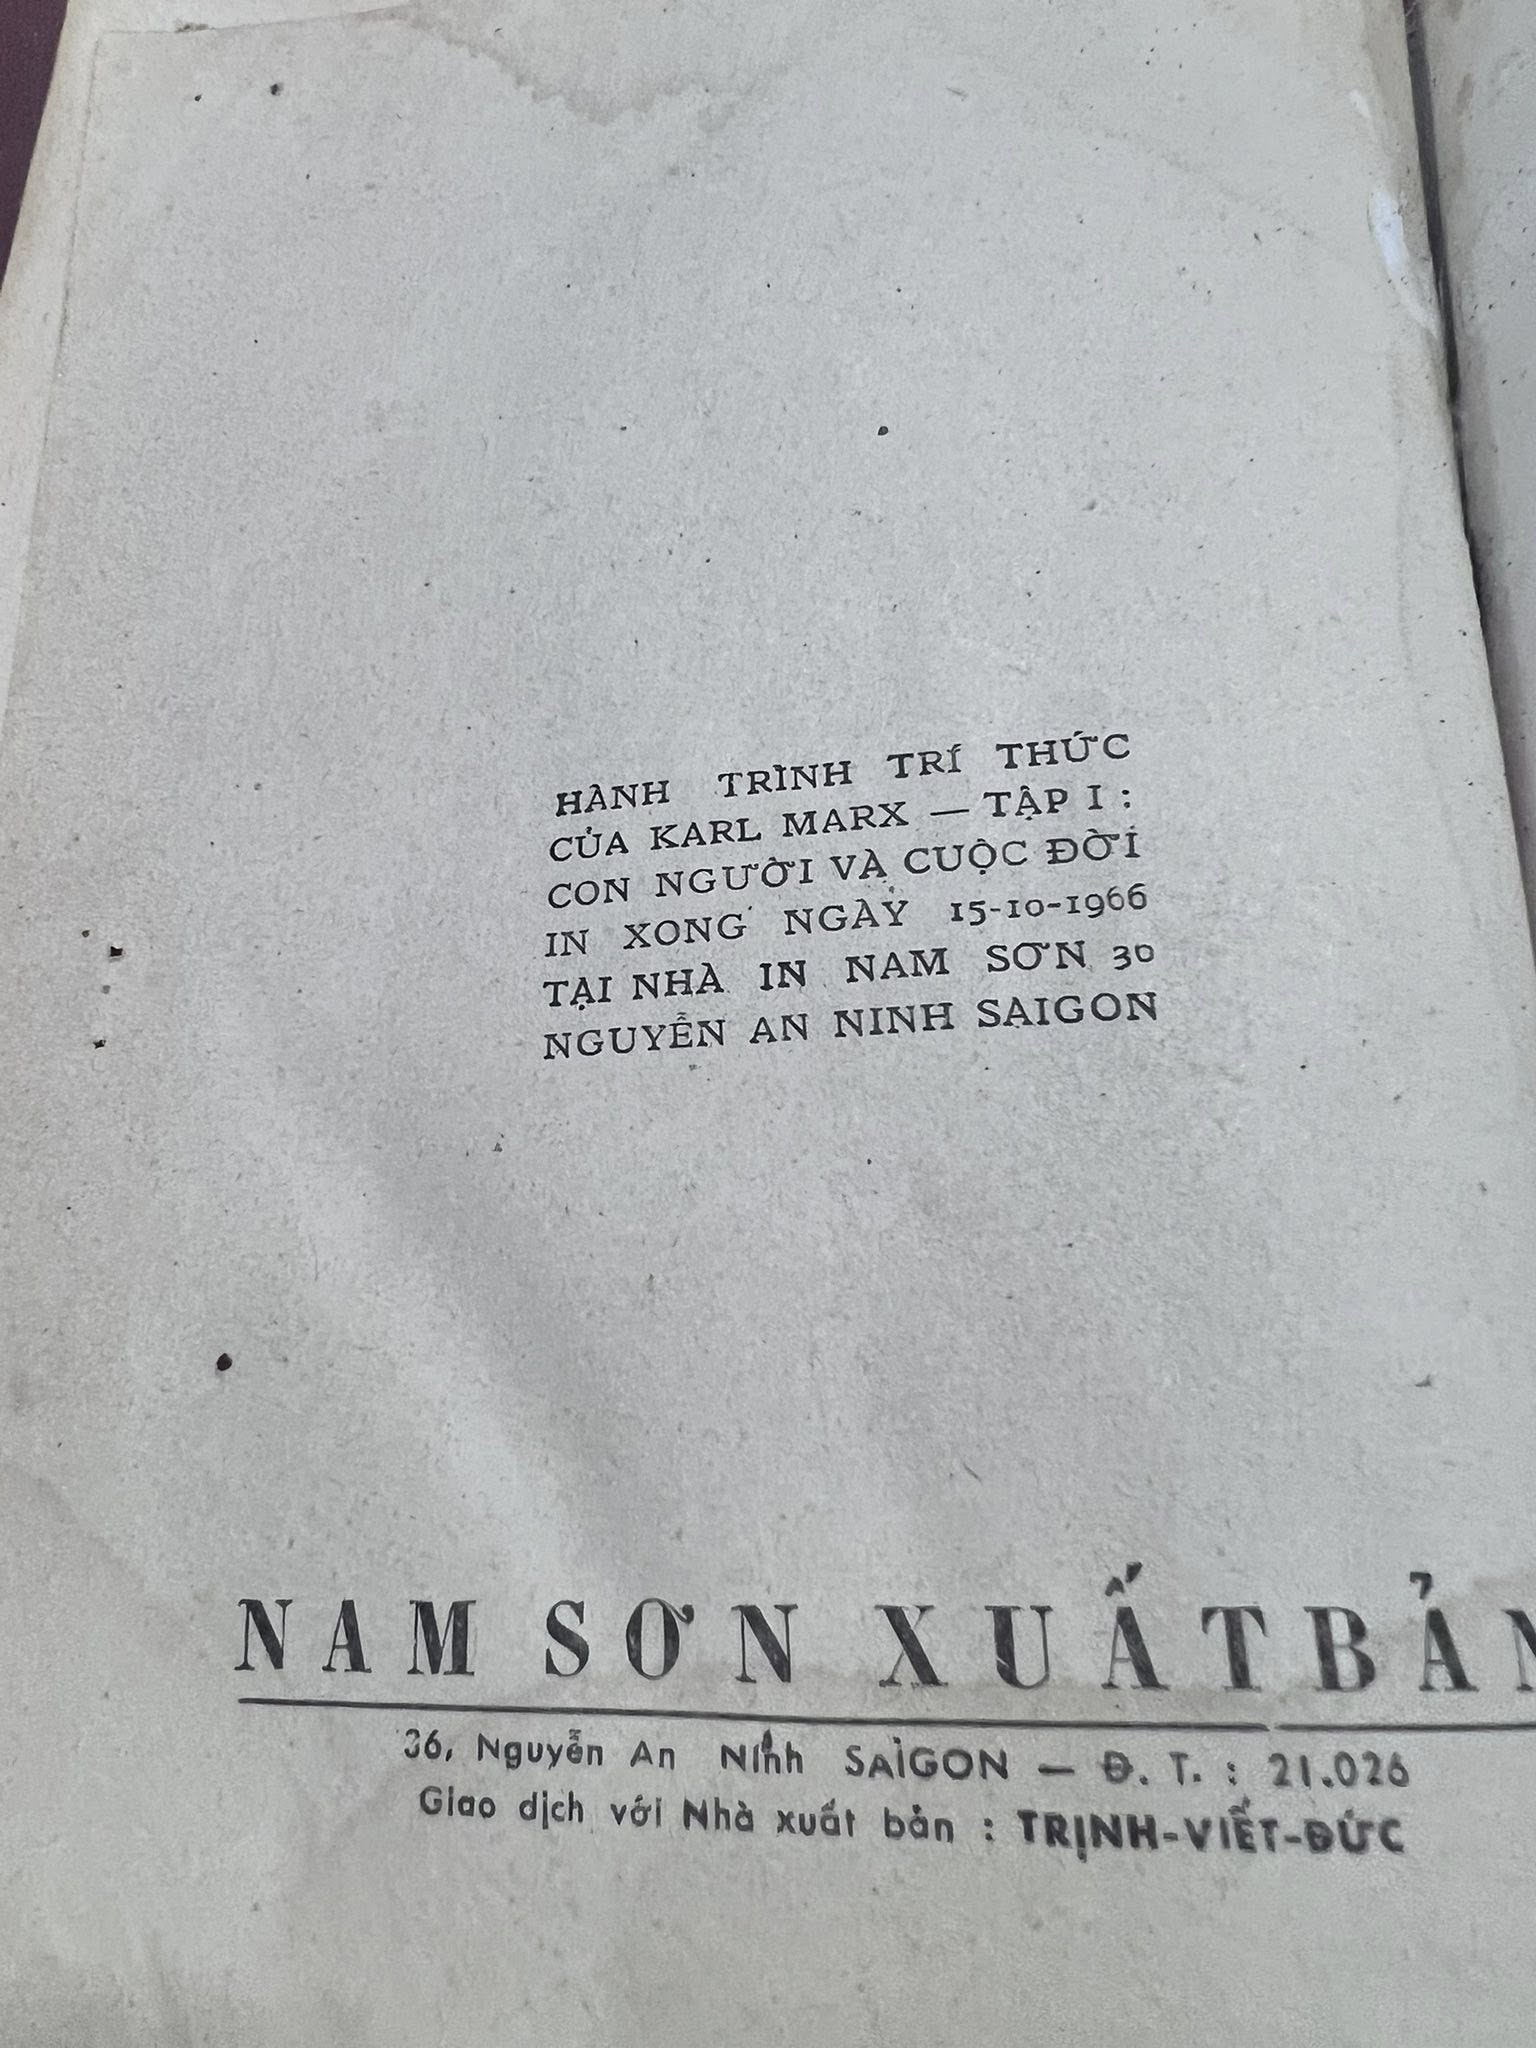 HÀNH TRÌNH TRÍ THỨC
CỦA KARL MARX — TẬP I :
CON NGƯỜI VÀ CUỘC ĐỜI
IN XONG NGÀY 15-10-1966
TẠI NHÀ IN NAM SƠN 30
NGUYỄN AN NINH SAIGON
NAM SƠN XUẤT BẢN
36, Nguyễn An Ninh SAIGON — Đ. T. : 21.026
Giao dịch với Nhà xuất bản : TRỊNH-VIẾT-ĐỨC